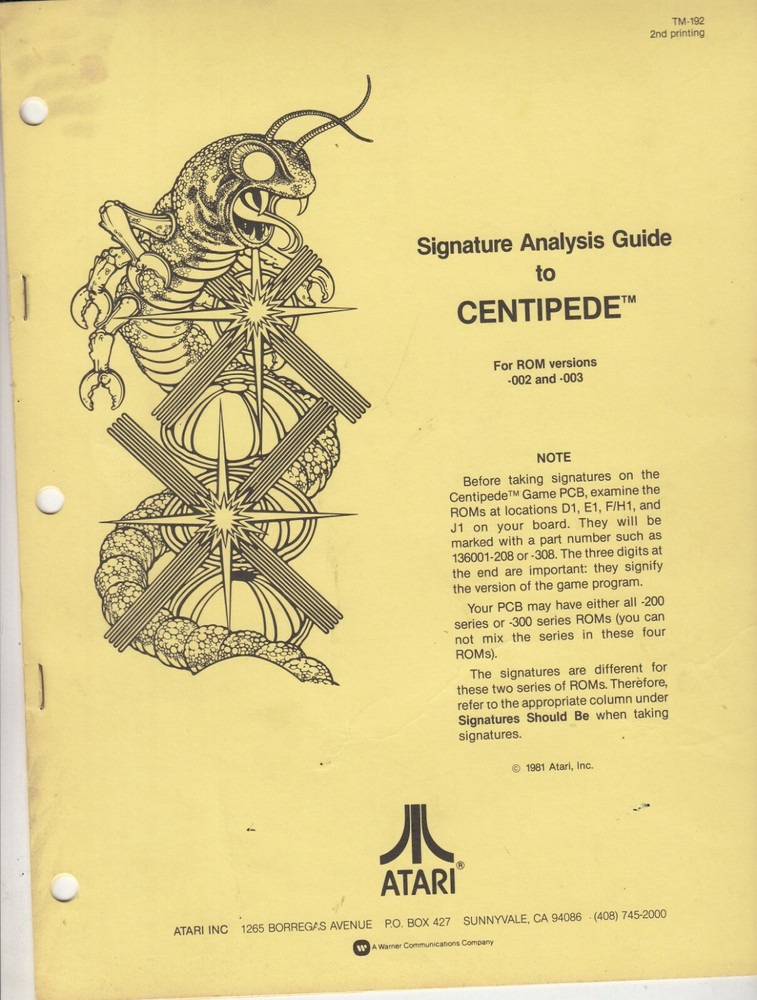 TM-192
2nd printing
Signature Analysis Guide
to
CENTIPEDE™
For ROM versions
-002 and -003
NOTE
Before taking signatures on the
Centipede™ Game PCB, examine the
ROMs at locations D1, E1, F/H1, and
J1 on your board. They will be
marked with a part number such as
136001-208 or -308. The three digits at
the end are important: they signify
the version of the game program.
Your PCB may have either all -200
series or -300 series ROMs (you can
not mix the series in these four
ROMs).
The signatures are different for
these two series of ROMs. Therefore,
refer to the appropriate column under
Signatures Should Be when taking
signatures.
© 1981 Atari, Inc.
ATARI®
ATARI INC 1265 BORREGAS AVENUE P.O. BOX 427 SUNNYVALE, CA 94086 · (408) 745-2000
A Warner Communications Company